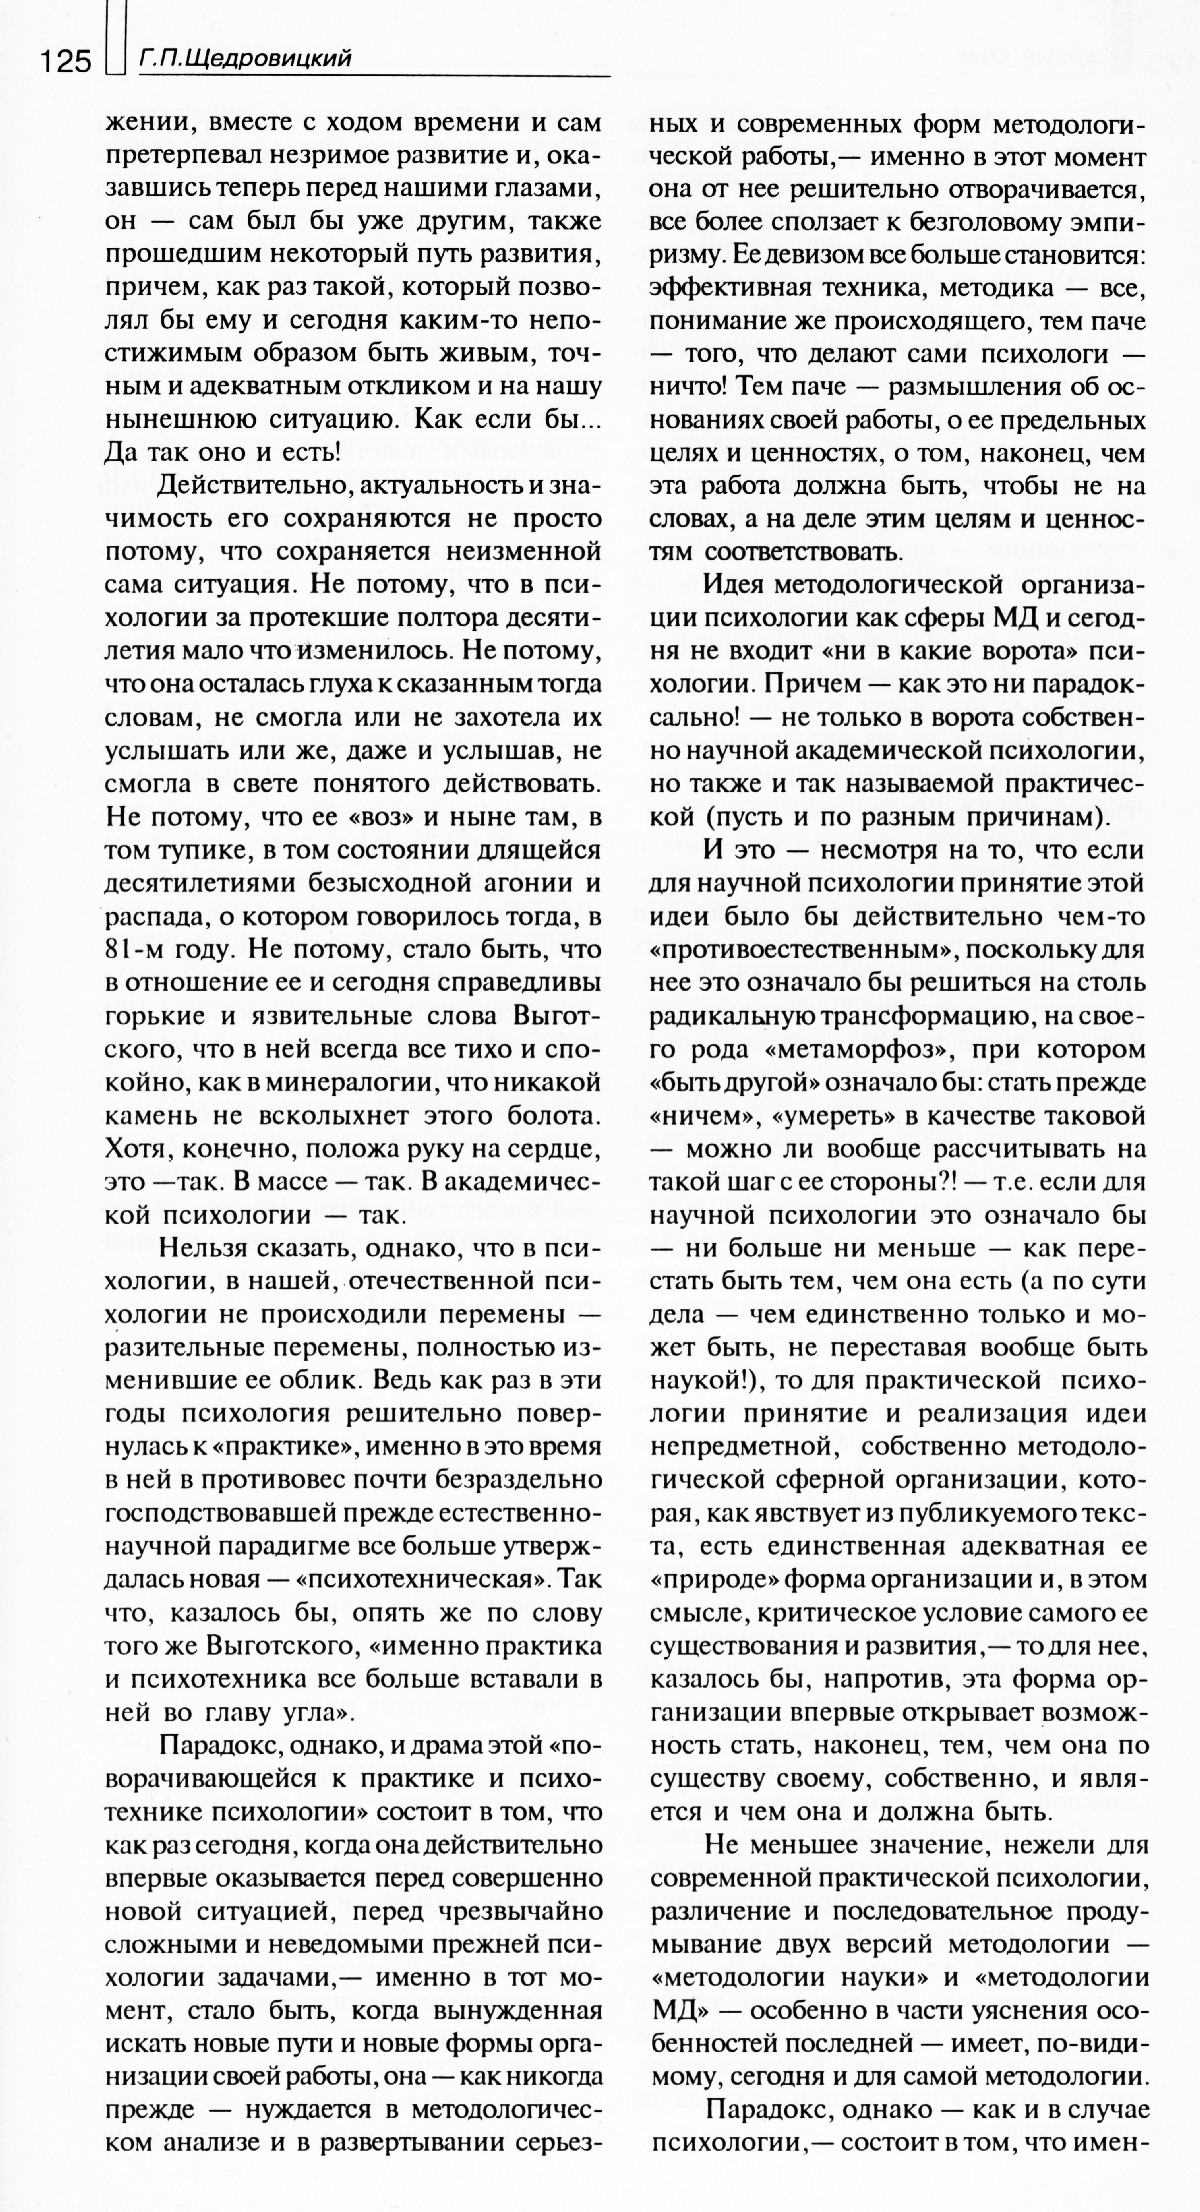 125
Г.П.Щедровицкий
жении, вместе с ходом времени и сам
претерпевал незримое развитие и, ока-
завшись теперь перед нашими глазами,
он — сам был бы уже другим, также
прошедшим некоторый путь развития,
причем, как раз такой, который позво-
лял бы ему и сегодня каким-то непо-
стижимым образом быть живым, точ-
ным и адекватным откликом и на нашу
нынешнюю ситуацию. Как если бы...
Да так оно и есть!
Действительно, актуальность и зна-
чимость его сохраняются не просто
потому, что сохраняется неизменной
сама ситуация. Не потому, что в пси-
хологии за протекшие полтора десяти-
летия мало что изменилось. Не потому,
что она осталась глуха к сказанным тогда
словам, не смогла или не захотела их
услышать или же, даже и услышав, не
смогла в свете понятого действовать.
Не потому, что ее «воз» и ныне там, в
том тупике, в том состоянии длящейся
десятилетиями безысходной агонии и
распада, о котором говорилось тогда, в
81-м году. Не потому, стало быть, что
в отношение ее и сегодня справедливы
горькие и язвительные слова Выгот-
ского, что в ней всегда все тихо и спо-
койно, как в минералогии, что никакой
камень не всколыхнет этого болота.
Хотя, конечно, положа руку на сердце,
это —так. В массе — так. В академичес-
кой психологии — так.
Нельзя сказать, однако, что в пси-
хологии, в нашей, отечественной пси-
хологии не происходили перемены —
разительные перемены, полностью из-
менившие ее облик. Ведь как раз в эти
годы психология решительно повер-
нулась к «практике», именно в это время
в ней в противовес почти безраздельно
господствовавшей прежде естественно-
научной парадигме все больше утверж-
далась новая — «психотехническая». Так
что, казалось бы, опять же по слову
того же Выготского, «именно практика
и психотехника все больше вставали в
ней во главу угла».
Парадокс, однако, и драма этой «по-
ворачивающейся к практике и психо-
технике психологии» состоит в том, что
как раз сегодня, когда она действительно
впервые оказывается перед совершенно
новой ситуацией, перед чрезвычайно
сложными и неведомыми прежней пси-
хологии задачами,— именно в тот мо-
мент, стало быть, когда вынужденная
искать новые пути и новые формы орга-
низации своей работы, она — как никогда
прежде — нуждается в методологичес-
ком анализе и в развертывании серьез-
ных и современных форм методологи-
ческой работы,— именно в этот момент
она от нее решительно отворачивается,
все более сползает к безголовому эмпи-
ризму. Ее девизом все больше становится:
эффективная техника, методика — все,
понимание же происходящего, тем паче
— того, что делают сами психологи —
ничто! Тем паче — размышления об ос-
нованиях своей работы, о ее предельных
целях и ценностях, о том, наконец, чем
эта работа должна быть, чтобы не на
словах, а на деле этим целям и ценнос-
тям соответствовать.
Идея методологической организа-
ции психологии как сферы МД и сегод-
ня не входит «ни в какие ворота» пси-
хологии. Причем — как это ни парадок-
сально! — не только в ворота собствен-
но научной академической психологии,
но также и так называемой практичес-
кой (пусть и по разным причинам).
И это — несмотря на то, что если
для научной психологии принятие этой
идеи было бы действительно чем-то
«противоестественным», поскольку для
нее это означало бы решиться на столь
радикальную трансформацию, на свое-
го рода «метаморфоз», при котором
«быть другой» означало бы: стать прежде
«ничем», «умереть» в качестве таковой
— можно ли вообще рассчитывать на
такой шаг с ее стороны?! — т.е. если для
научной психологии это означало бы
— ни больше ни меньше — как пере-
стать быть тем, чем она есть (а по сути
дела — чем единственно только и мо-
жет быть, не переставая вообще быть
наукой!), то для практической психо-
логии принятие и реализация идеи
непредметной, собственно методоло-
гической сферной организации, кото-
рая, как явствует из публикуемого текс-
та, есть единственная адекватная ее
«природе» форма организации и, в этом
смысле, критическое условие самого ее
существования и развития,— то для нее,
казалось бы, напротив, эта форма ор-
ганизации впервые открывает возмож-
ность стать, наконец, тем, чем она по
существу своему, собственно, и явля-
ется и чем она и должна быть.
Не меньшее значение, нежели для
современной практической психологии,
различение и последовательное проду-
мывание двух версий методологии —
«методологии науки» и «методологии
МД» — особенно в части уяснения осо-
бенностей последней — имеет, по-види-
мому, сегодня и для самой методологии.
Парадокс, однако — как и в случае
психологии,— состоит в том, что имен-